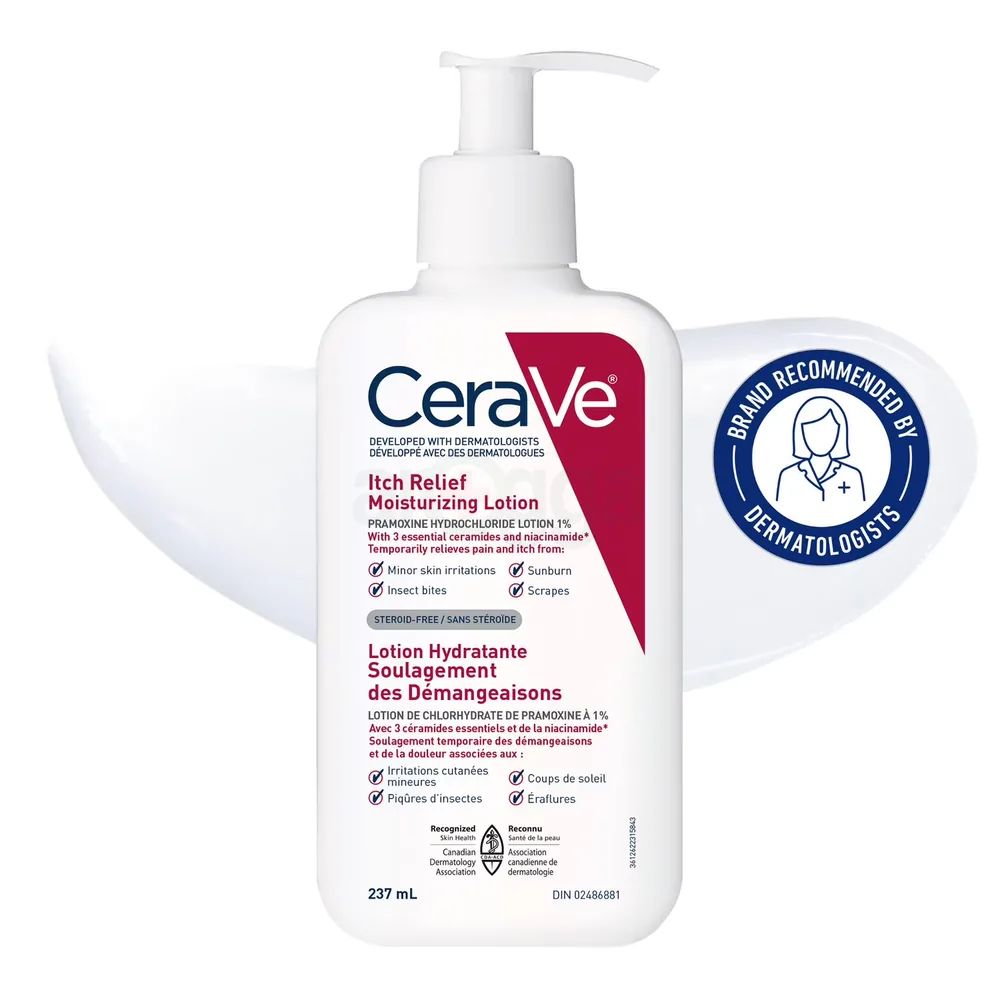 CeraVe®
DEVELOPED WITH DERMATOLOGISTS
DÉVELOPPÉ AVEC DES DERMATOLOGUES
Itch Relief
Moisturizing Lotion
PRAMOXINE HYDROCHLORIDE LOTION 1%
With 3 essential ceramides and niacinamide*
Temporarily relieves pain and itch from:
Minor skin irritations
Sunburn
Insect bites
Scrapes
STEROID-FREE / SANS STÉROÏDE
Lotion Hydratante
Soulagement
des Démangeaisons
LOTION DE CHLORHYDRATE DE PRAMOXINE À 1%
Avec 3 céramides essentiels et de la niacinamide*
Soulagement temporaire des démangeaisons
et de la douleur associées aux :
Irritations cutanées
mineures
Coups de soleil
Piqûres d'insectes
Éraflures
Recognized
Skin Health
Canadian
Dermatology
Association
CDA-ACD
Reconnu
Santé de la peau
Association
canadienne de
dermatologie
3612622315843
237 mL
DIN 02486881
BRAND RECOMMENDED BY
DERMATOLOGISTS